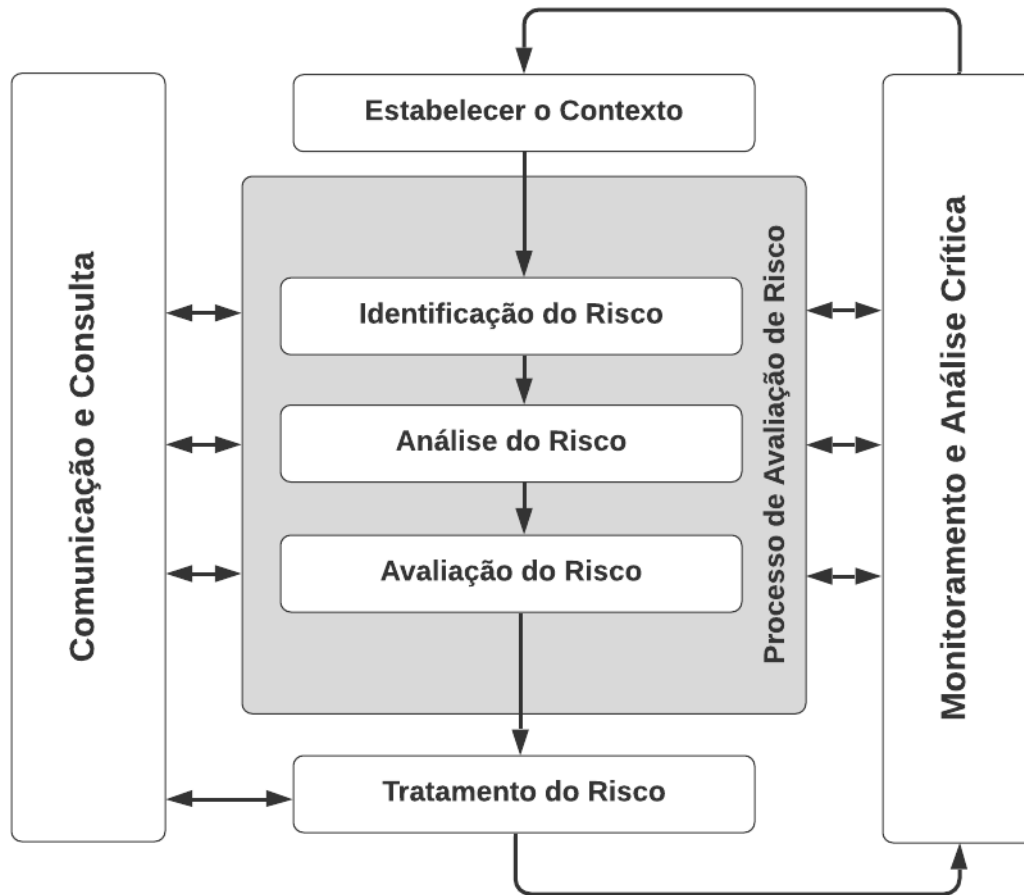 Estabelecer o Contexto
Comunicação e Consulta
Identificação do Risco
Análise do Risco
Avaliação do Risco
Processo de Avaliação de Risco
Monitoramento e Análise Crítica
Tratamento do Risco